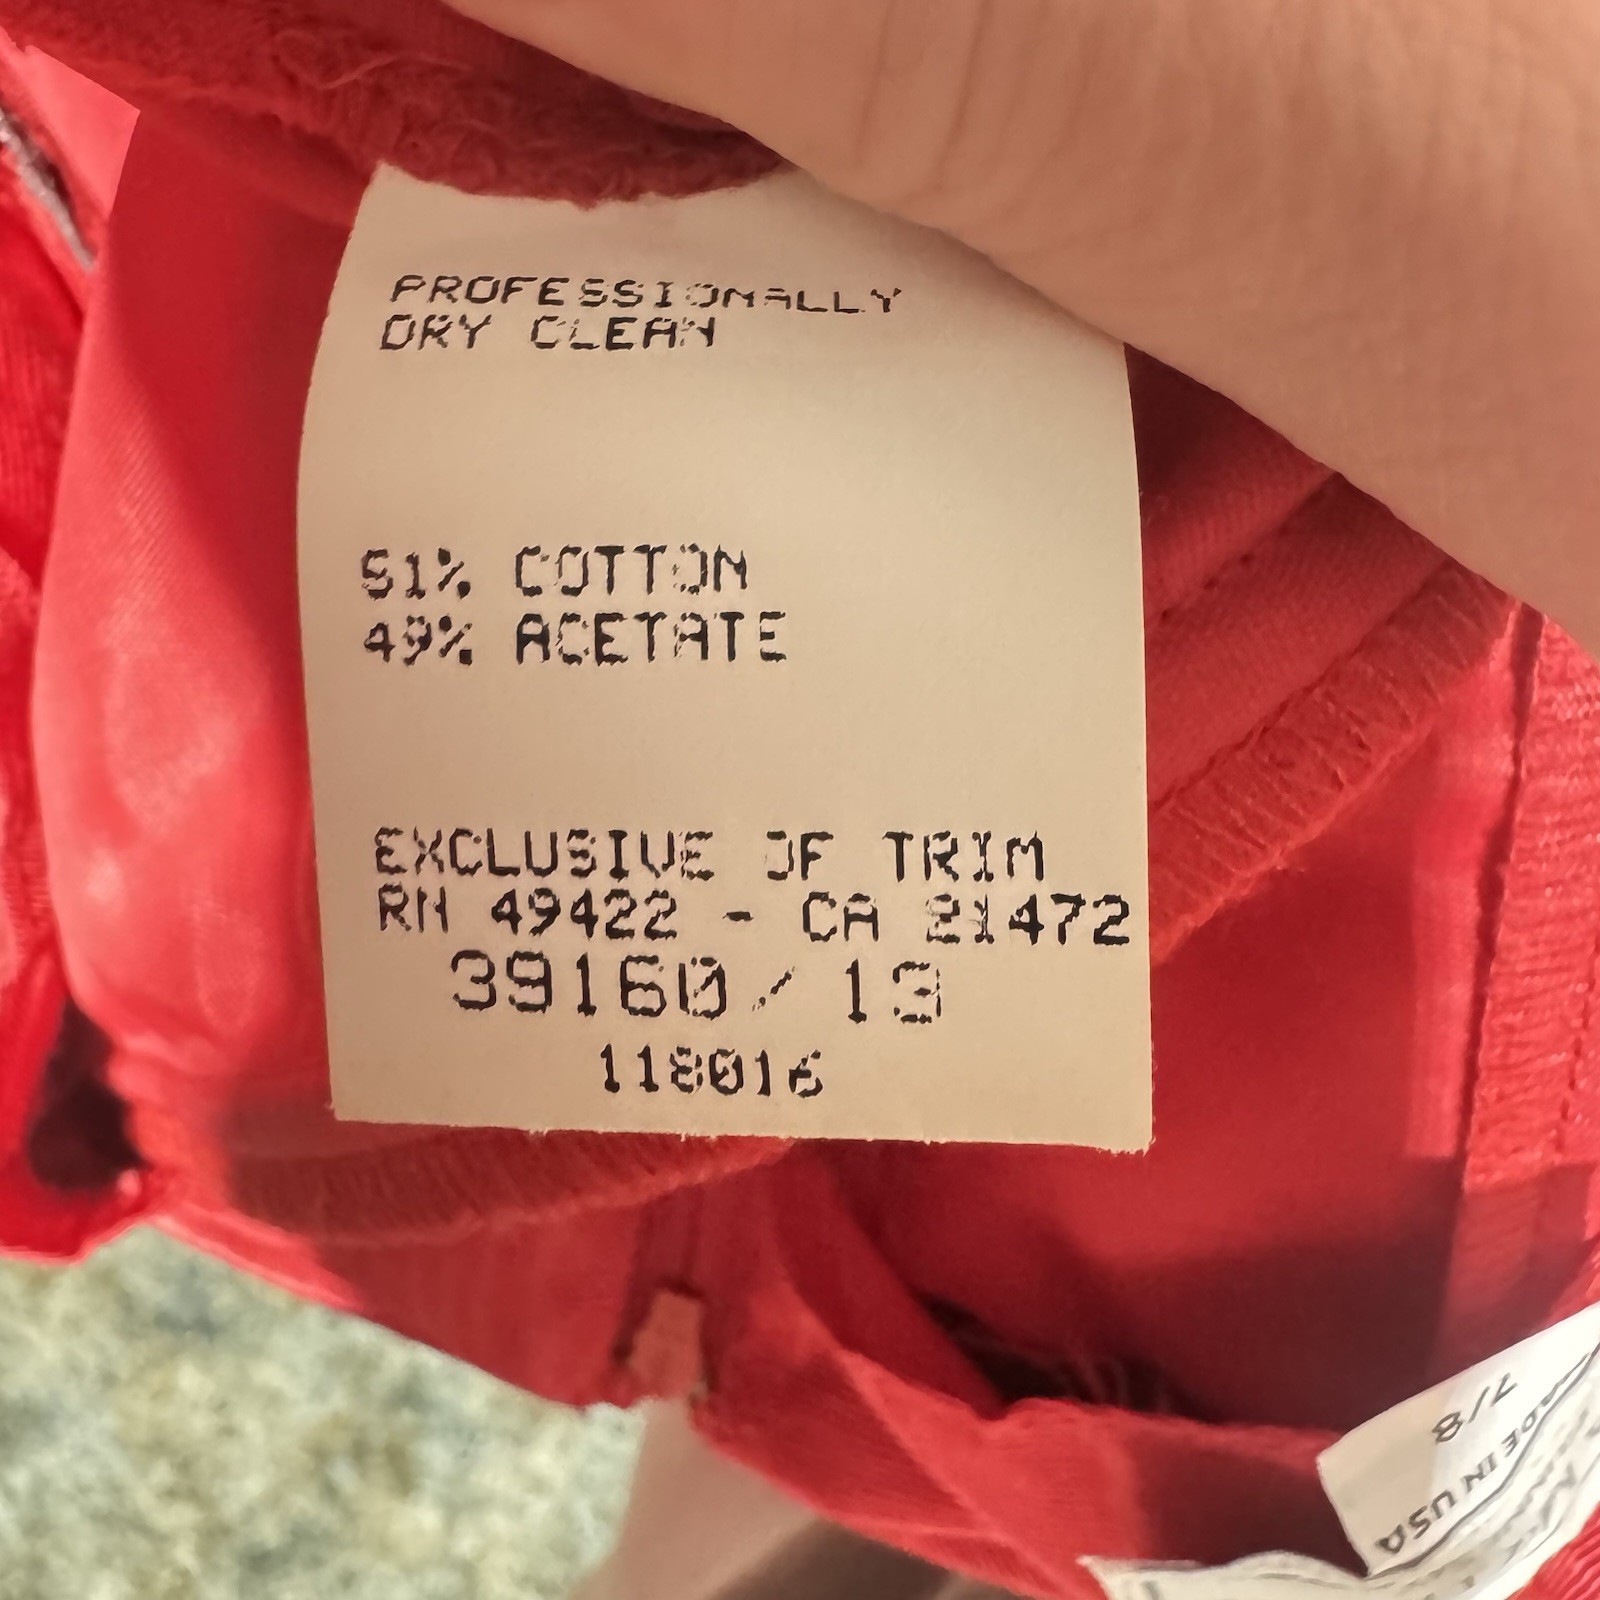 PROFESSIONALLY
DRY CLEAN
51% COTTON
49% ACETATE
EXCLUSIVE OF TRIM
RN 49422 - CA 21472
39160/13
118016
7/8
MADE IN USA